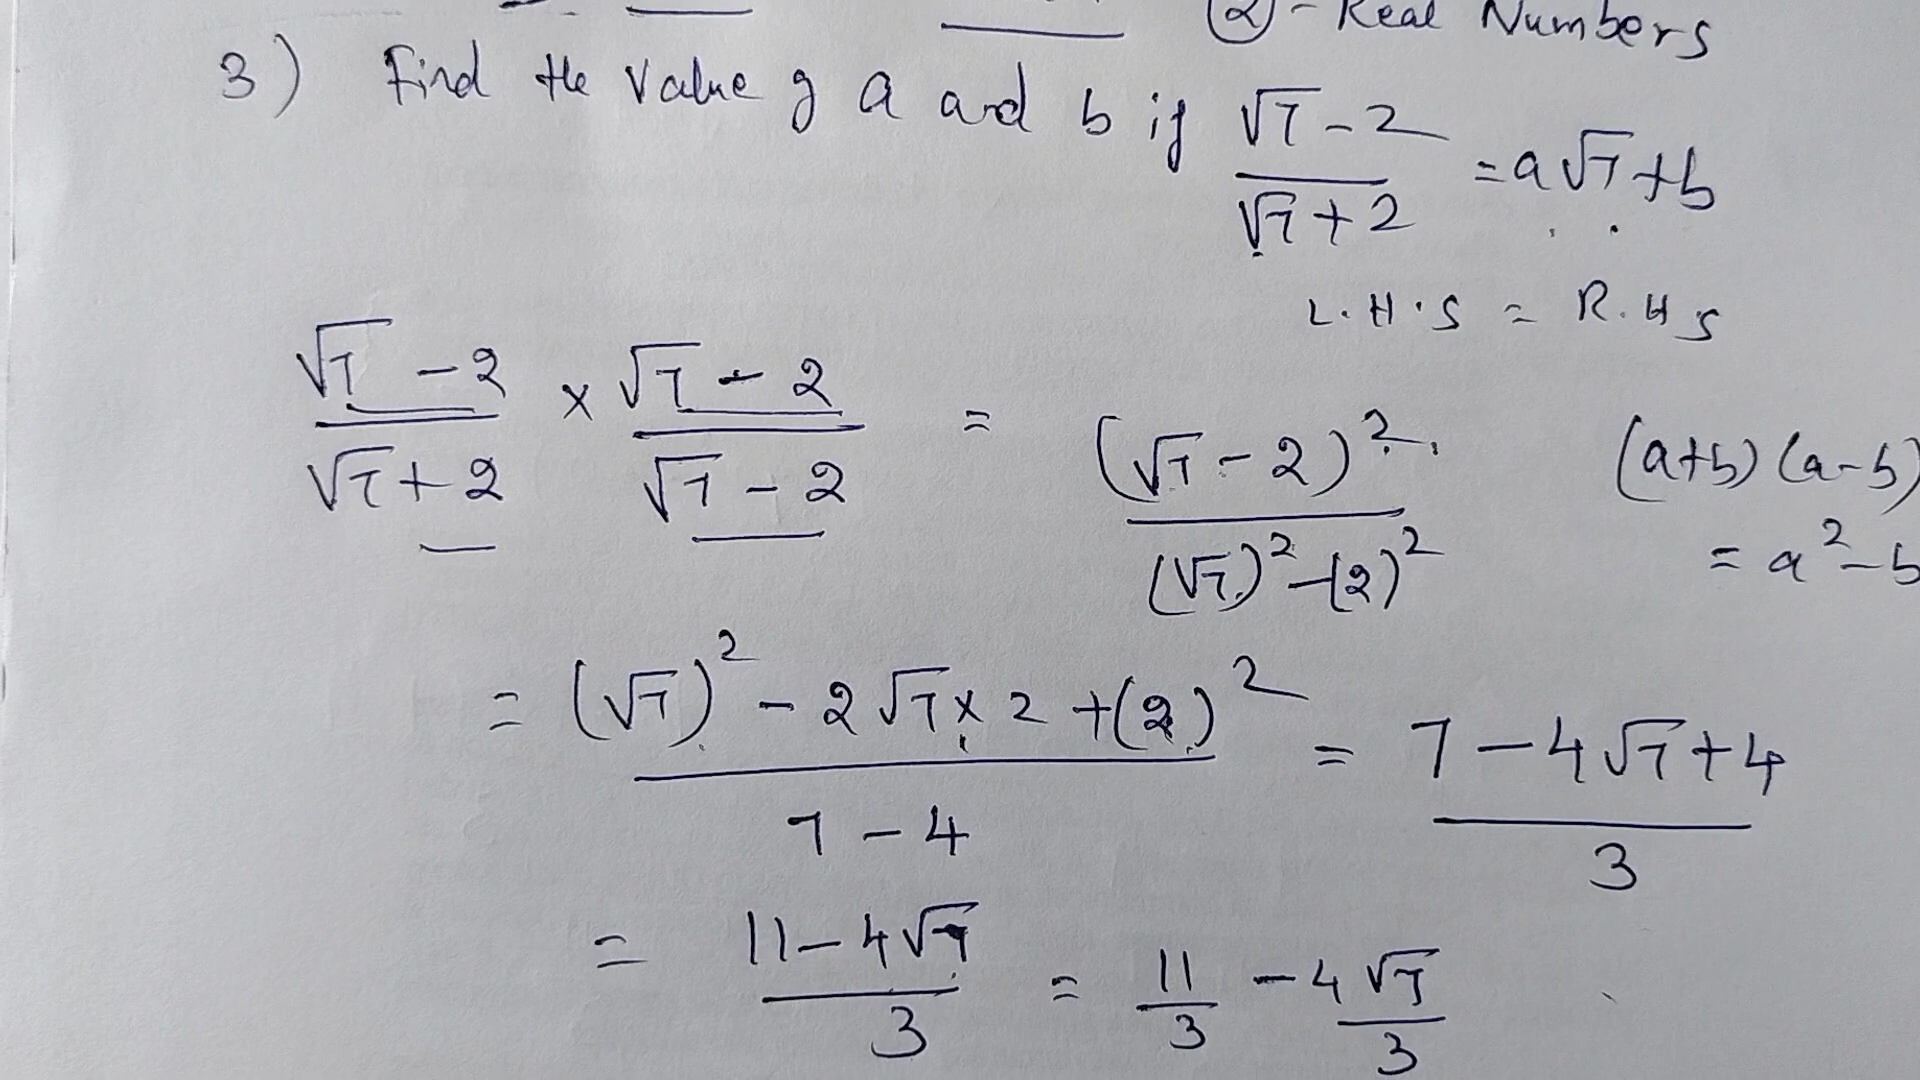 ② - Real Numbers
3) Find the value of a and b if (√7 - 2)/(√7 + 2) = a√7 + b
L.H.S = R.H.S
(√7 - 2)/(√7 + 2) × (√7 - 2)/(√7 - 2) = (√7 - 2)²/((√7)² - (2)²)
(a+b)(a-b)
= a² - b
= ((√7)² - 2√7 × 2 + (2)²)/(7 - 4) = (7 - 4√7 + 4)/3
= (11 - 4√7)/3 = 11/3 - 4√7/3